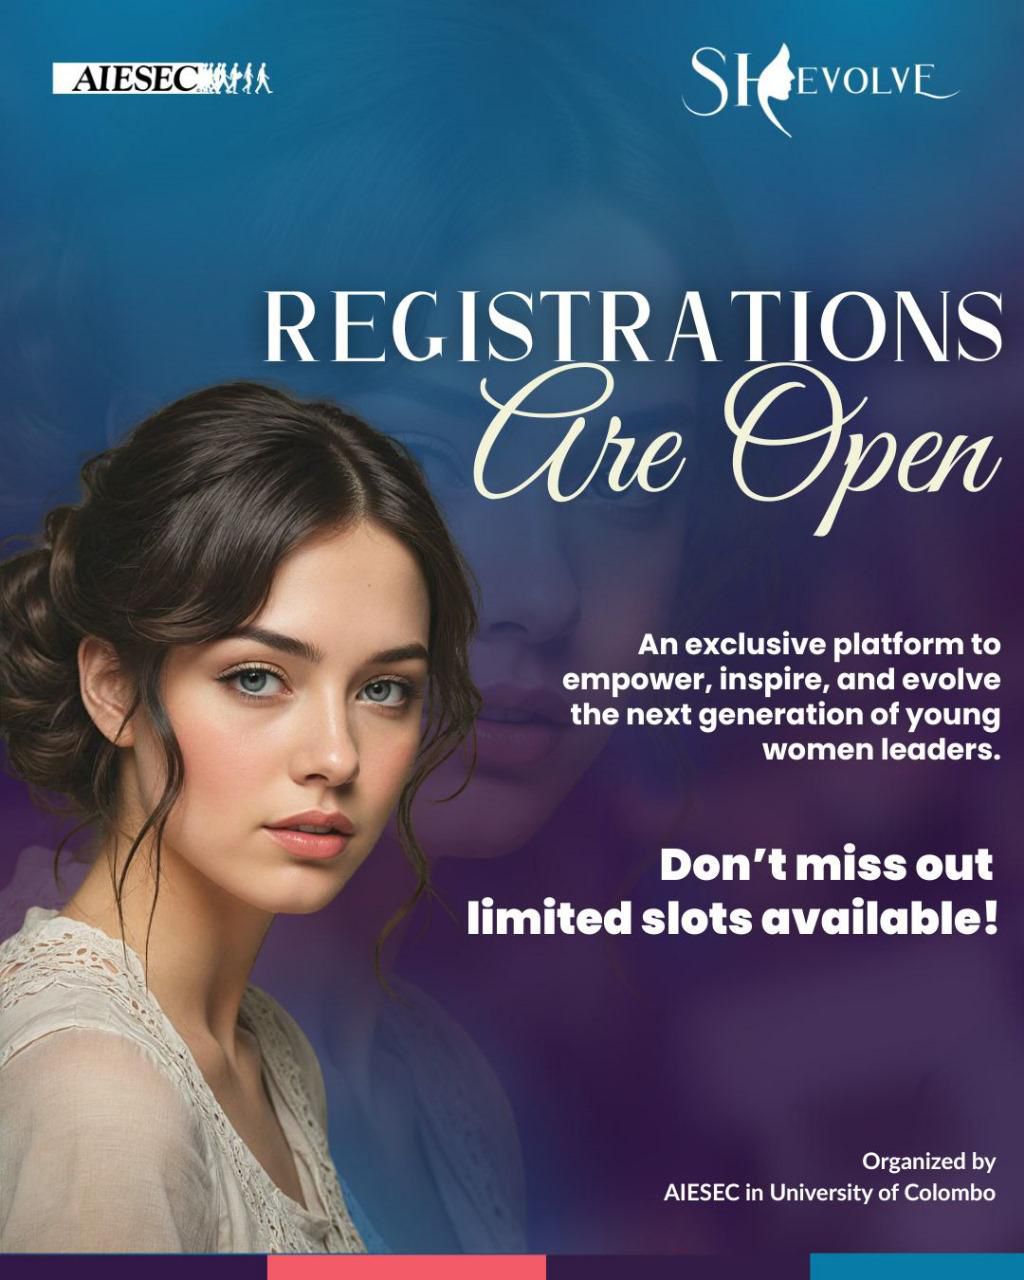 AIESEC
SHEVOLVE
REGISTRATIONS
Are Open
An exclusive platform to
empower, inspire, and evolve
the next generation of young
women leaders.
Don’t miss out
limited slots available!
Organized by
AIESEC in University of Colombo